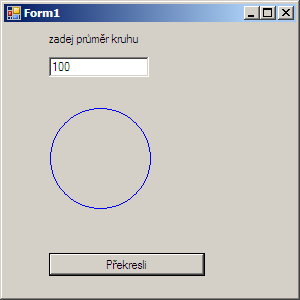 Form1
zadej průměr kruhu
100
Překresli